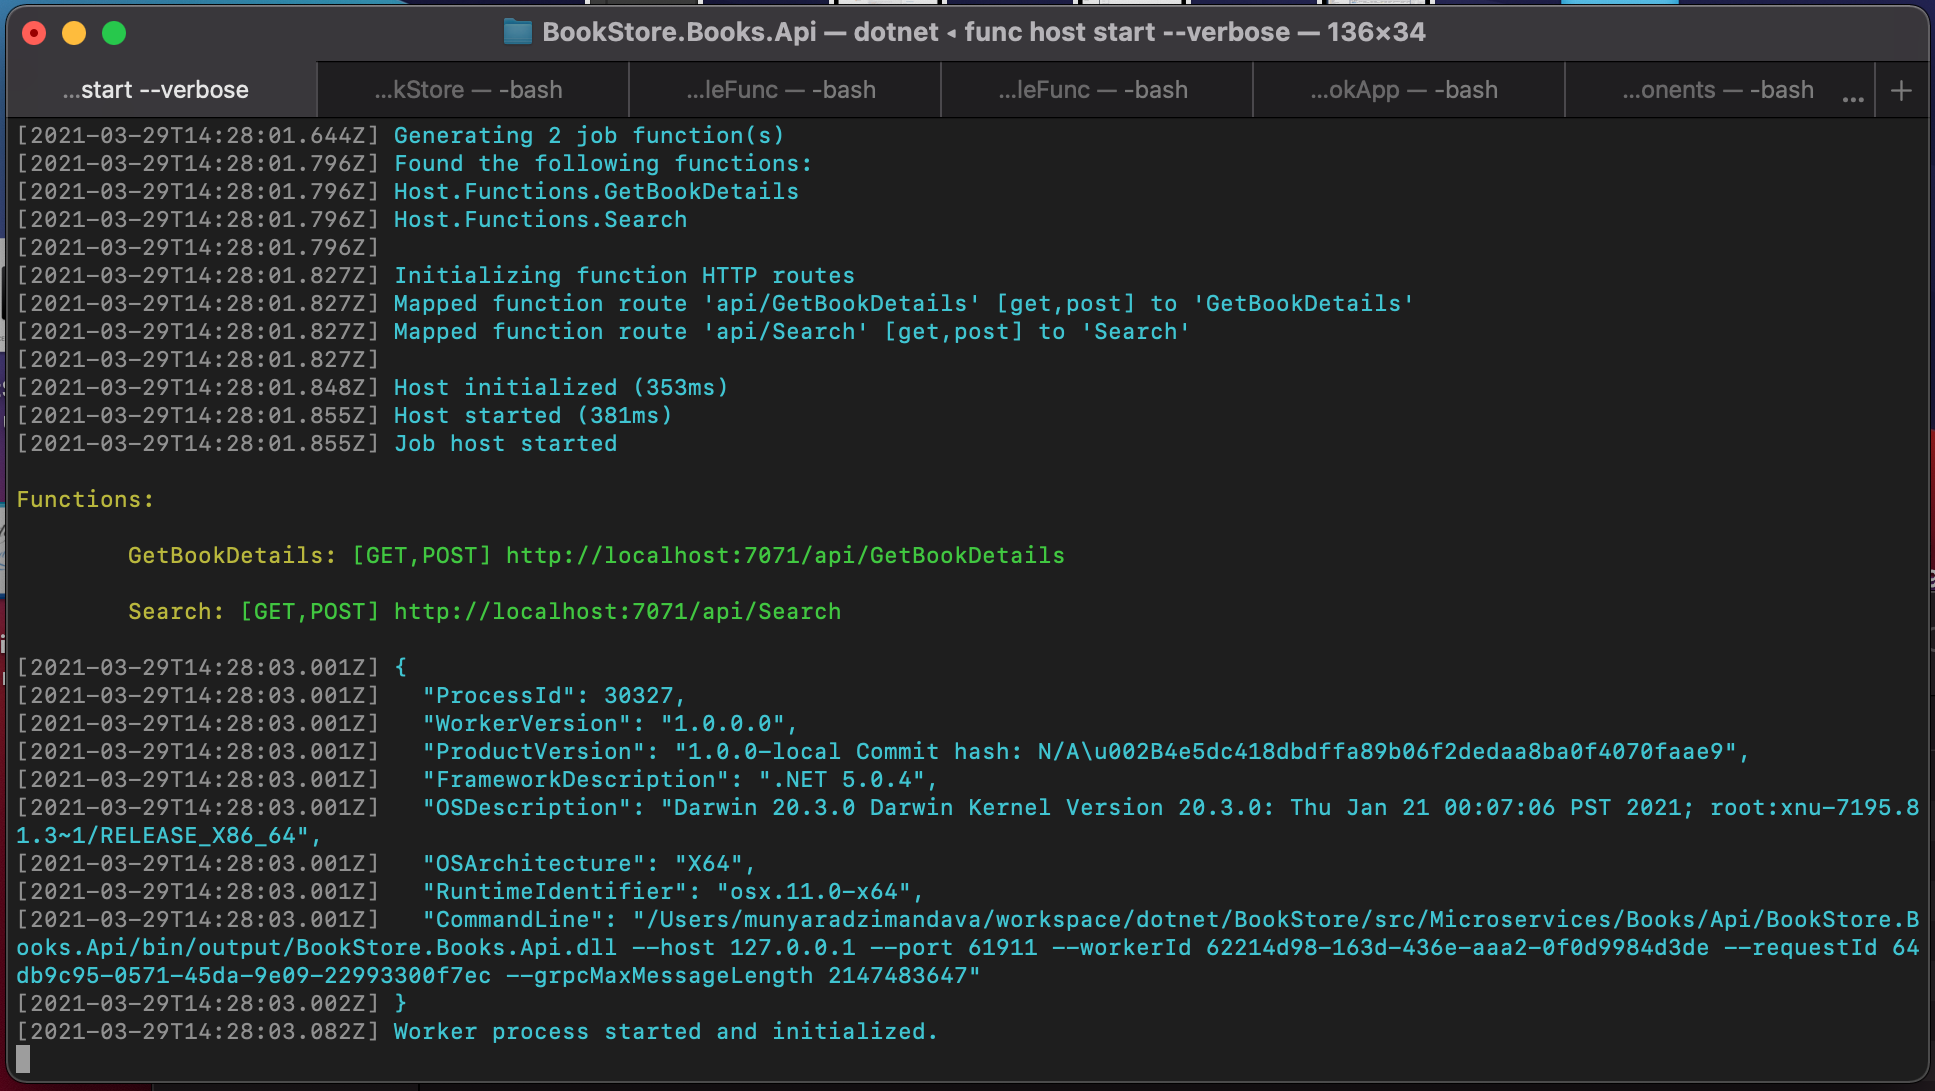 BookStore.Books.Api — dotnet ◂ func host start --verbose — 136×34
...start --verbose
...kStore — -bash
...leFunc — -bash
...leFunc — -bash
...okApp — -bash
...onents — -bash
...
+
[2021-03-29T14:28:01.644Z] Generating 2 job function(s)
[2021-03-29T14:28:01.796Z] Found the following functions:
[2021-03-29T14:28:01.796Z] Host.Functions.GetBookDetails
[2021-03-29T14:28:01.796Z] Host.Functions.Search
[2021-03-29T14:28:01.796Z]
[2021-03-29T14:28:01.827Z] Initializing function HTTP routes
[2021-03-29T14:28:01.827Z] Mapped function route 'api/GetBookDetails' [get,post] to 'GetBookDetails'
[2021-03-29T14:28:01.827Z] Mapped function route 'api/Search' [get,post] to 'Search'
[2021-03-29T14:28:01.827Z]
[2021-03-29T14:28:01.848Z] Host initialized (353ms)
[2021-03-29T14:28:01.855Z] Host started (381ms)
[2021-03-29T14:28:01.855Z] Job host started
Functions:
GetBookDetails: [GET,POST] http://localhost:7071/api/GetBookDetails
Search: [GET,POST] http://localhost:7071/api/Search
[2021-03-29T14:28:03.001Z] {
[2021-03-29T14:28:03.001Z]   "ProcessId": 30327,
[2021-03-29T14:28:03.001Z]   "WorkerVersion": "1.0.0.0",
[2021-03-29T14:28:03.001Z]   "ProductVersion": "1.0.0-local Commit hash: N/A\u002B4e5dc418dbdffa89b06f2dedaa8ba0f4070faae9",
[2021-03-29T14:28:03.001Z]   "FrameworkDescription": ".NET 5.0.4",
[2021-03-29T14:28:03.001Z]   "OSDescription": "Darwin 20.3.0 Darwin Kernel Version 20.3.0: Thu Jan 21 00:07:06 PST 2021; root:xnu-7195.8
1.3~1/RELEASE_X86_64",
[2021-03-29T14:28:03.001Z]   "OSArchitecture": "X64",
[2021-03-29T14:28:03.001Z]   "RuntimeIdentifier": "osx.11.0-x64",
[2021-03-29T14:28:03.001Z]   "CommandLine": "/Users/munyaradzimandava/workspace/dotnet/BookStore/src/Microservices/Books/Api/BookStore.B
ooks.Api/bin/output/BookStore.Books.Api.dll --host 127.0.0.1 --port 61911 --workerId 62214d98-163d-436e-aaa2-0f0d9984d3de --requestId 64
db9c95-0571-45da-9e09-22993300f7ec --grpcMaxMessageLength 2147483647"
[2021-03-29T14:28:03.002Z] }
[2021-03-29T14:28:03.082Z] Worker process started and initialized.